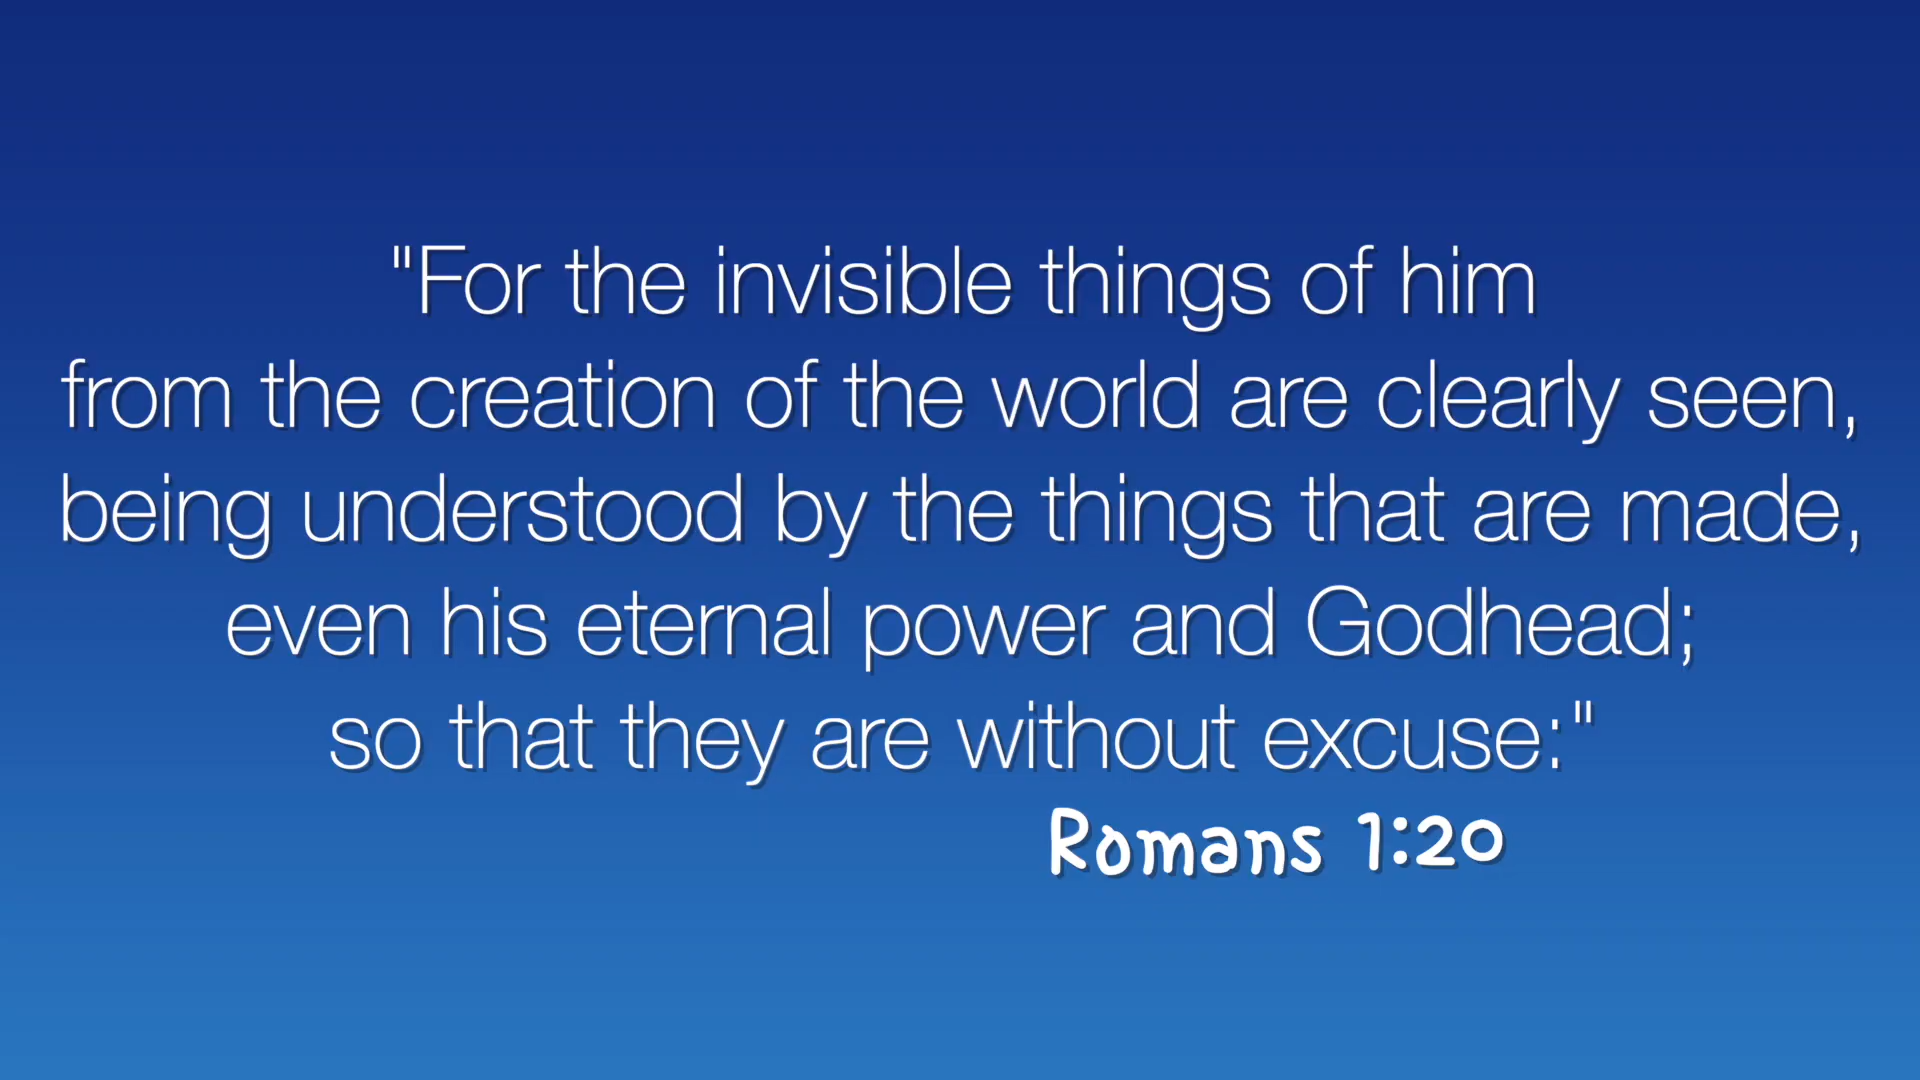 "For the invisible things of him
from the creation of the world are clearly seen,
being understood by the things that are made,
even his eternal power and Godhead;
so that they are without excuse:"
Romans 1:20